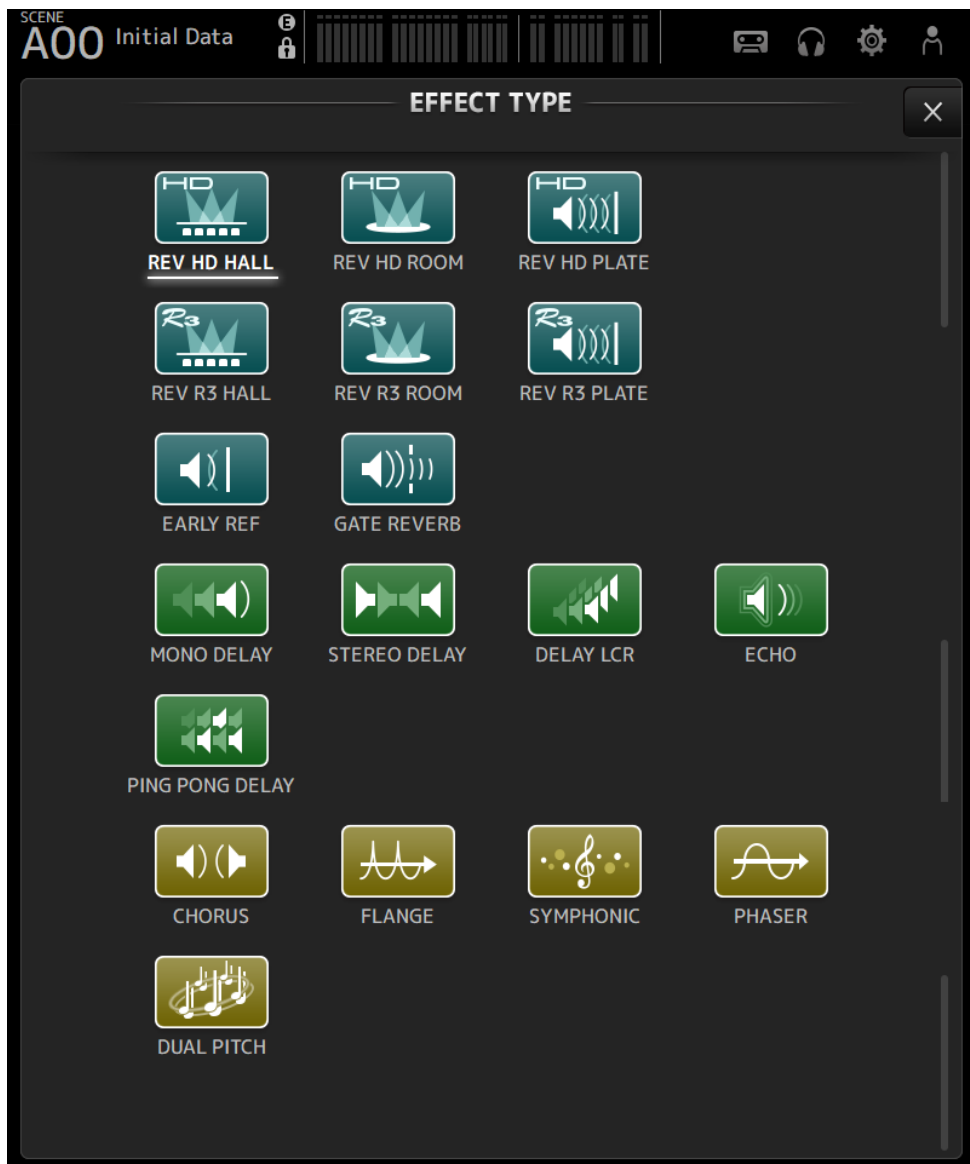 SCENE
A00 Initial Data E
EFFECT TYPE
HD HD HD
REV HD HALL REV HD ROOM REV HD PLATE
R3 R3 R3
REV R3 HALL REV R3 ROOM REV R3 PLATE
EARLY REF GATE REVERB
MONO DELAY STEREO DELAY DELAY LCR ECHO
PING PONG DELAY
CHORUS FLANGE SYMPHONIC PHASER
DUAL PITCH